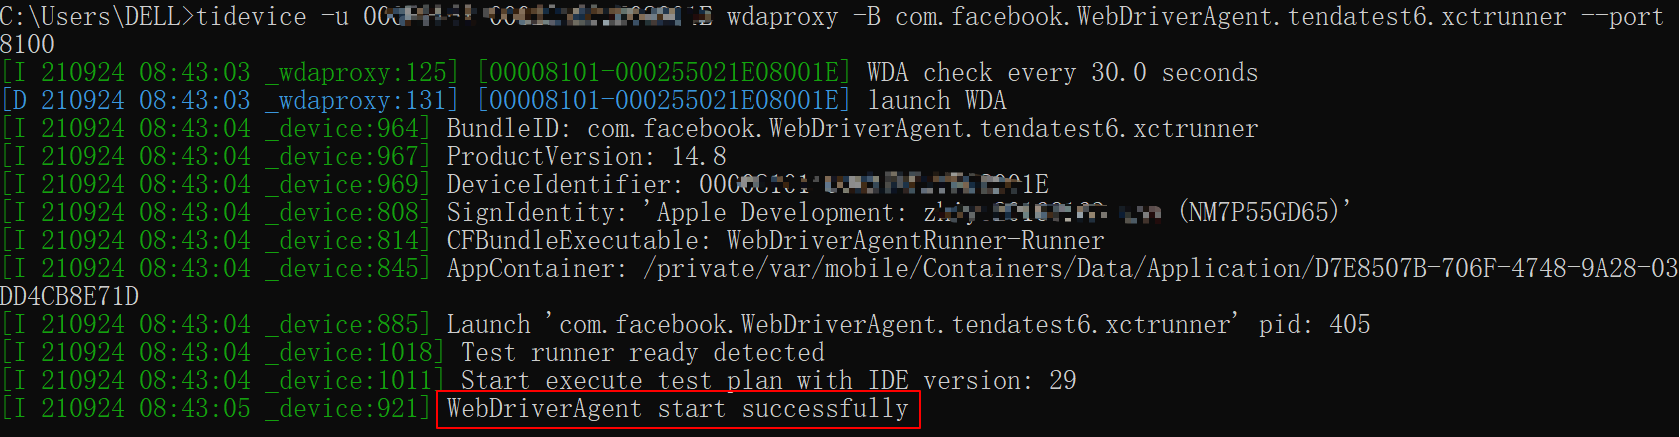 C:\Users\DELL>tidevice -u wdaproxy -B com.facebook.WebDriverAgent.tendatest6.xctrunner --port
8100
[I 210924 08:43:03 _wdaproxy:125] [00008101-000255021E08001E] WDA check every 30.0 seconds
[D 210924 08:43:03 _wdaproxy:131] [00008101-000255021E08001E] launch WDA
[I 210924 08:43:04 _device:964] BundleID: com.facebook.WebDriverAgent.tendatest6.xctrunner
[I 210924 08:43:04 _device:967] ProductVersion: 14.8
[I 210924 08:43:04 _device:969] DeviceIdentifier:
[I 210924 08:43:04 _device:808] SignIdentity: 'Apple Development: (NM7P55GD65)'
[I 210924 08:43:04 _device:814] CFBundleExecutable: WebDriverAgentRunner-Runner
[I 210924 08:43:04 _device:845] AppContainer: /private/var/mobile/Containers/Data/Application/D7E8507B-706F-4748-9A28-03
DD4CB8E71D
[I 210924 08:43:04 _device:885] Launch 'com.facebook.WebDriverAgent.tendatest6.xctrunner' pid: 405
[I 210924 08:43:04 _device:1018] Test runner ready detected
[I 210924 08:43:04 _device:1011] Start execute test plan with IDE version: 29
[I 210924 08:43:05 _device:921] WebDriverAgent start successfully